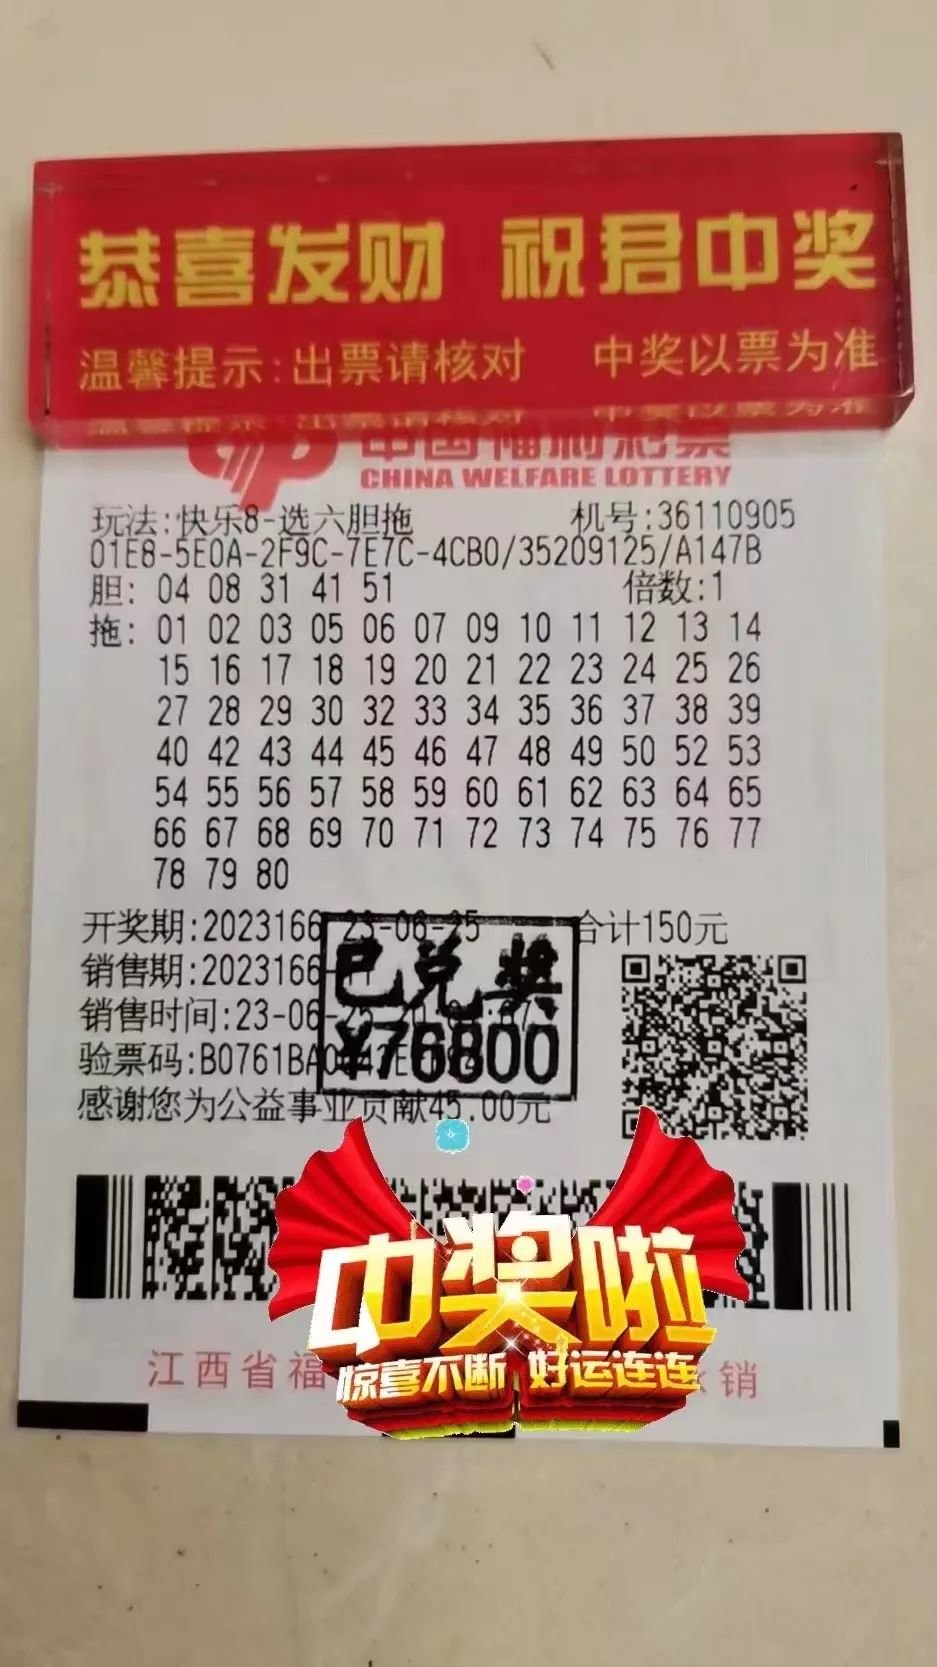 恭喜发财 祝君中奖
温馨提示:出票请核对 中奖以票为准
中国福利彩票
CHINA WELFARE LOTTERY
玩法:快乐8-选六胆拖 机号:36110905
01E8-5E0A-2F9C-7E7C-4CB0/35209125/A147B
胆: 04 08 31 41 51 倍数:1
拖: 01 02 03 05 06 07 09 10 11 12 13 14
15 16 17 18 19 20 21 22 23 24 25 26
27 28 29 30 32 33 34 35 36 37 38 39
40 42 43 44 45 46 47 48 49 50 52 53
54 55 56 57 58 59 60 61 62 63 64 65
66 67 68 69 70 71 72 73 74 75 76 77
78 79 80
开奖期:2023166 23-06-25 合计150元
销售期:2023166
已兑奖
销售时间:23-06
¥76800
验票码:B0761BA
感谢您为公益事业贡献45.00元
中奖啦
惊喜不断 好运连连
江西省福 销